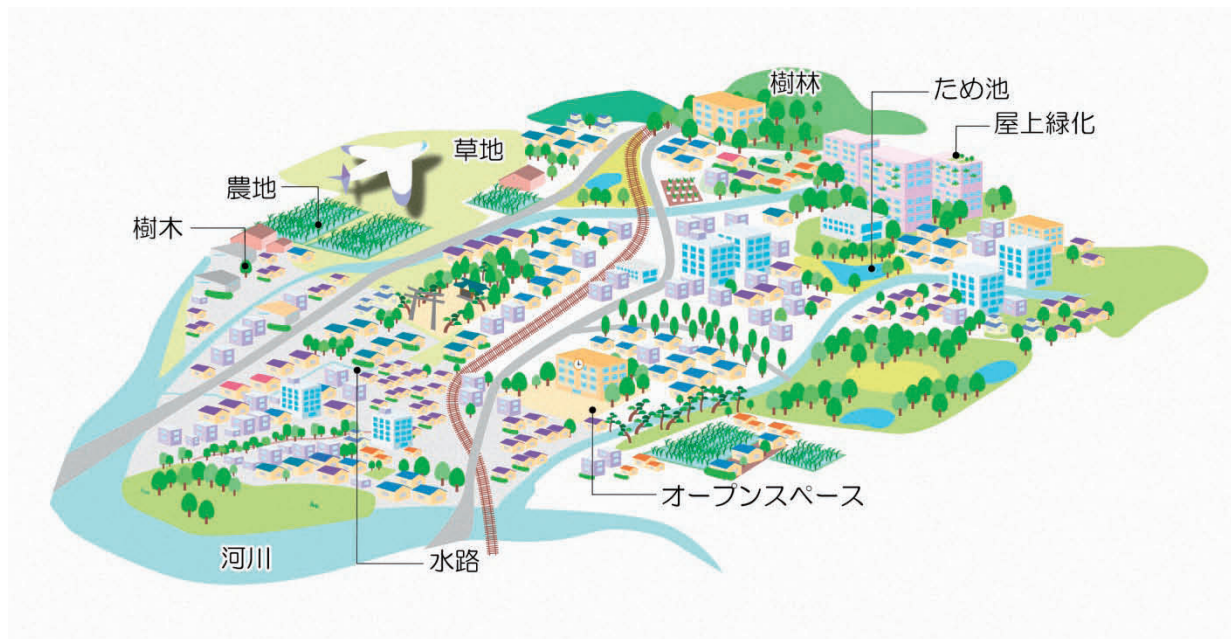 樹林
ため池
屋上緑化
草地
農地
樹木
オープンスペース
河川
水路